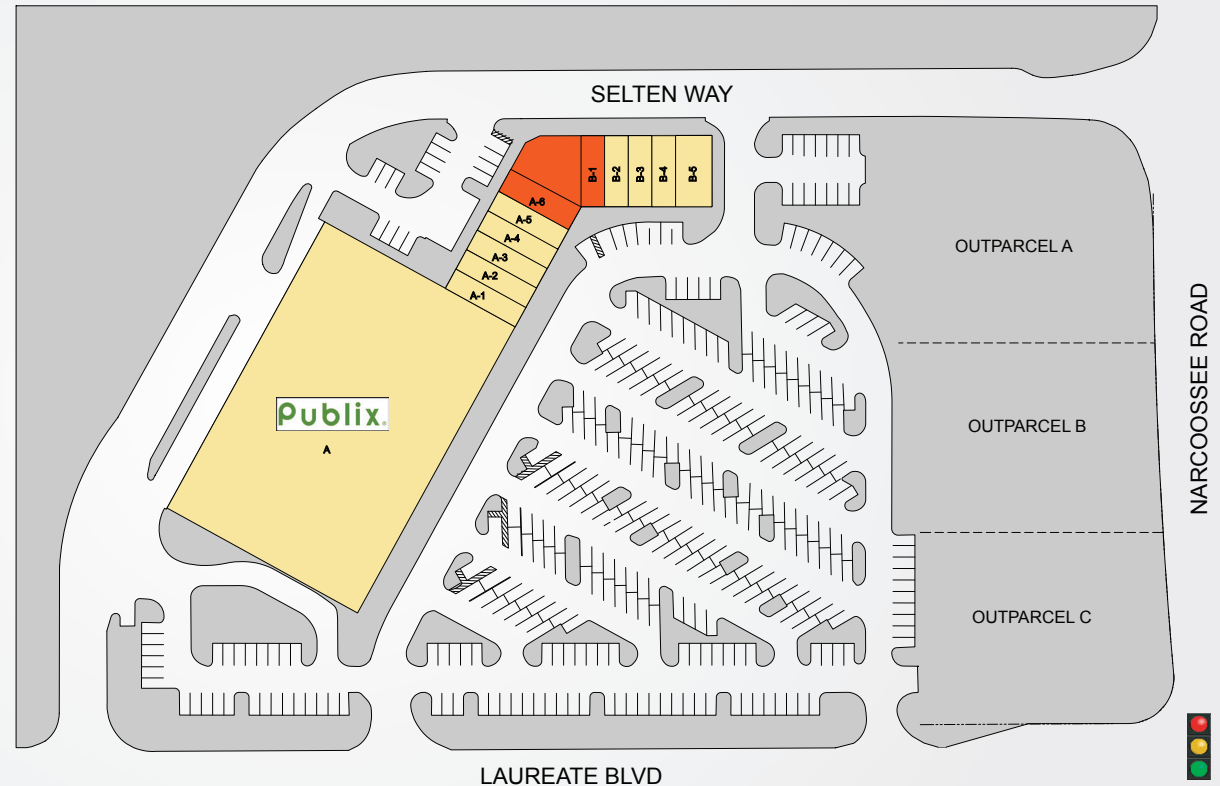 SELTEN WAY
B-1
B-2
B-3
B-4
B-5
A-6
A-5
A-4
A-3
A-2
A-1
OUTPARCEL A
NARCOOSSEE ROAD
Publix.
A
OUTPARCEL B
OUTPARCEL C
LAUREATE BLVD